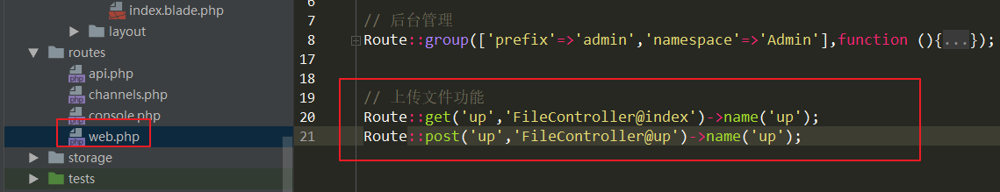 index.blade.php
layout
routes
api.php
channels.php
console.php
web.php
storage
tests
6
7 // 后台管理
8 Route::group(['prefix'=>'admin','namespace'=>'Admin'],function (){...});
17
18
19 // 上传文件功能
20 Route::get('up','FileController@index')->name('up');
21 Route::post('up','FileController@up')->name('up');